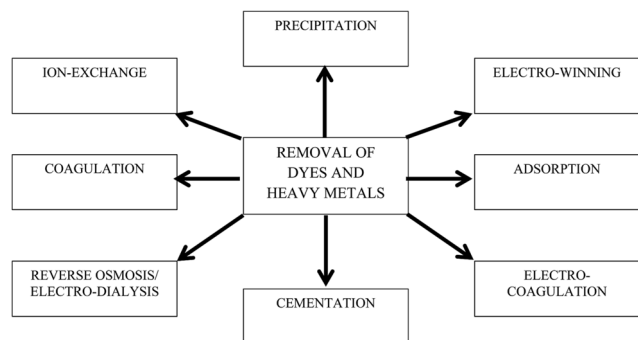 PRECIPITATION
ION-EXCHANGE
ELECTRO-WINNING
REMOVAL OF
DYES AND
HEAVY METALS
COAGULATION
ADSORPTION
REVERSE OSMOSIS/
ELECTRO-DIALYSIS
ELECTRO-
COAGULATION
CEMENTATION